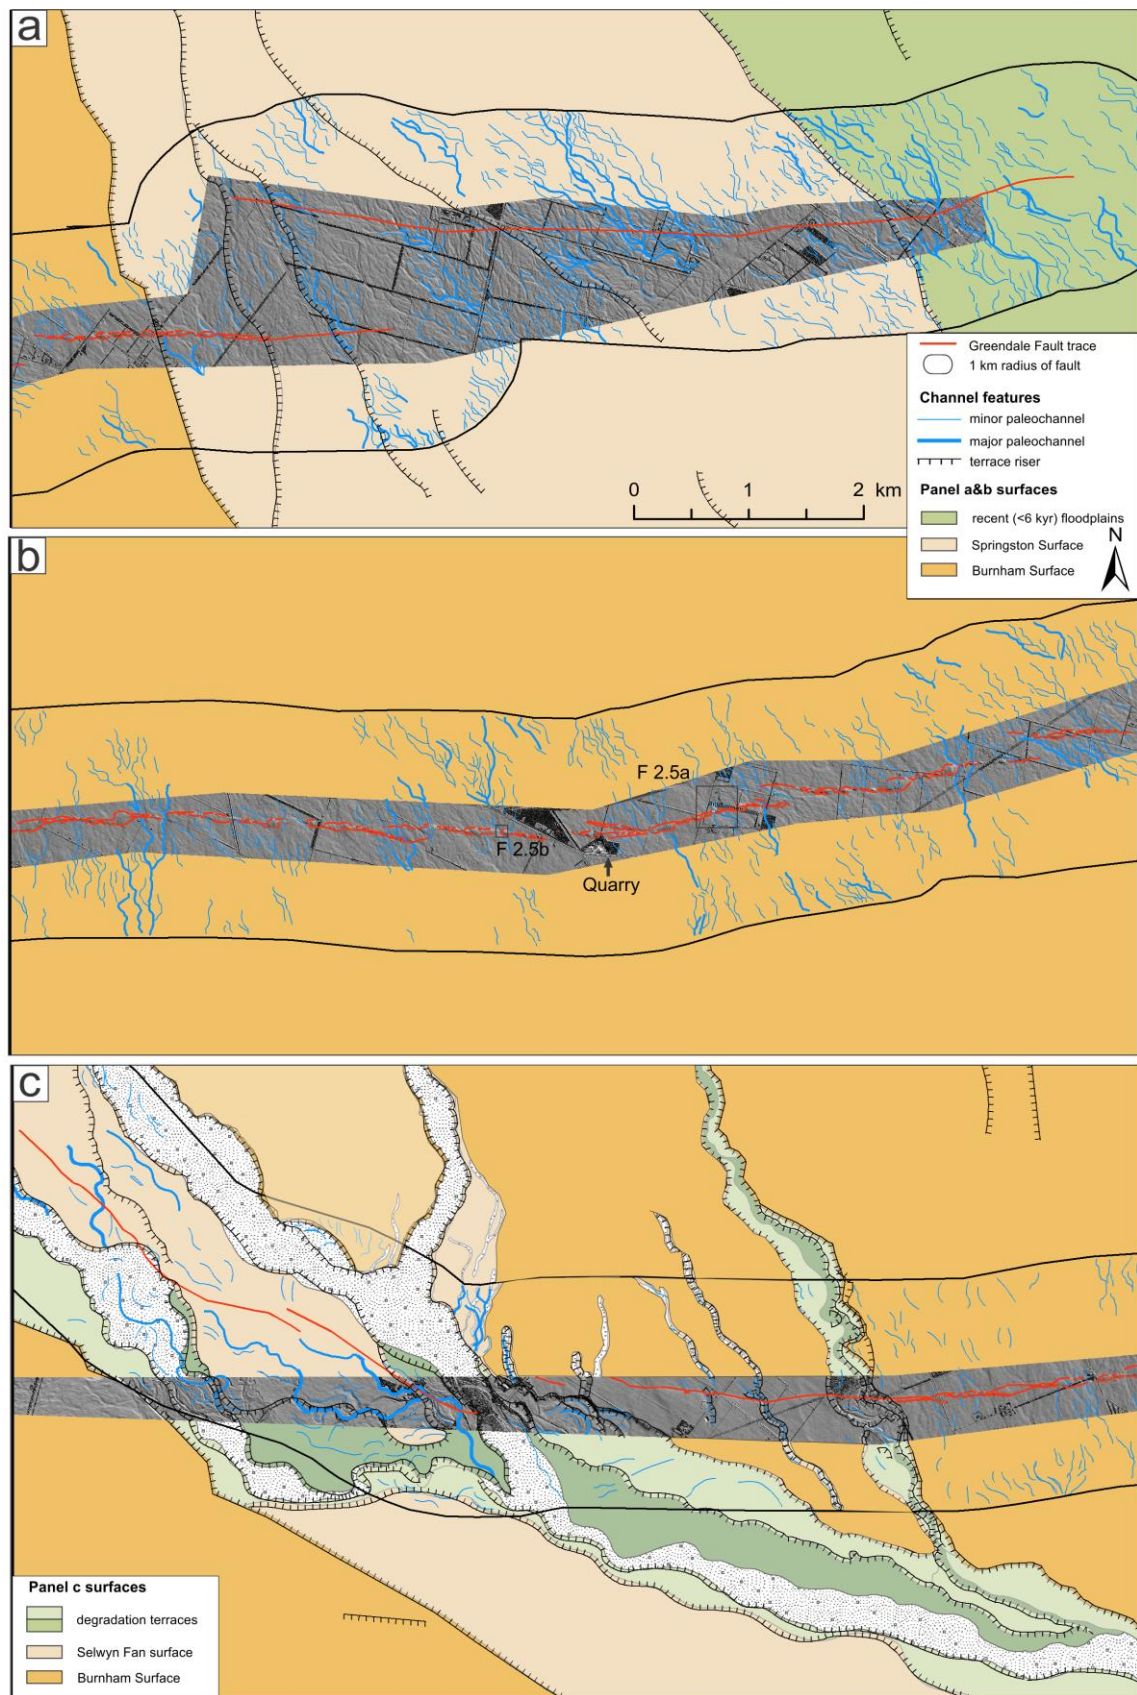 a
Greendale Fault trace
1 km radius of fault
Channel features
minor paleochannel
major paleochannel
terrace riser
0 1 2 km
Panel a&b surfaces
recent (<6 kyr) floodplains
Springston Surface
Burnham Surface
N
b
F 2.5a
F 2.5b
Quarry
c
Panel c surfaces
degradation terraces
Selwyn Fan surface
Burnham Surface